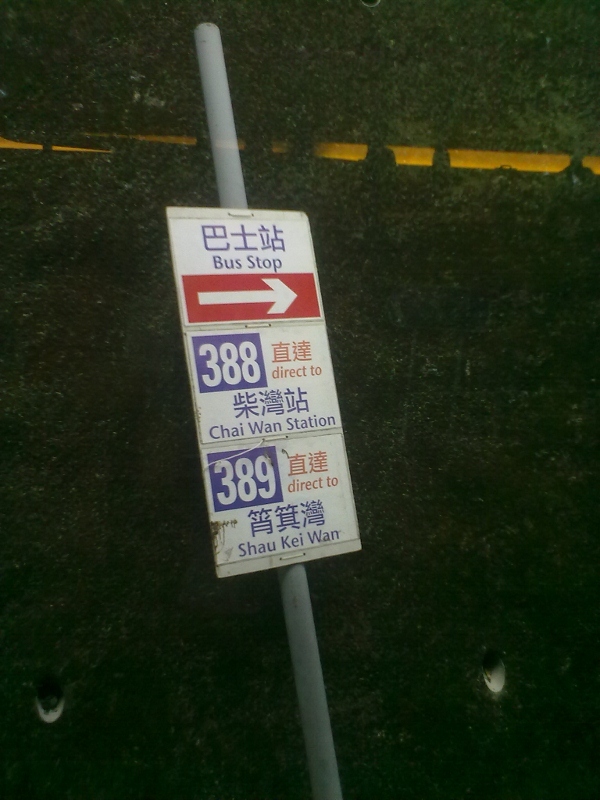 巴士站
Bus Stop
388 直達
direct to
柴灣站
Chai Wan Station
389 直達
direct to
筲箕灣
Shau Kei Wan